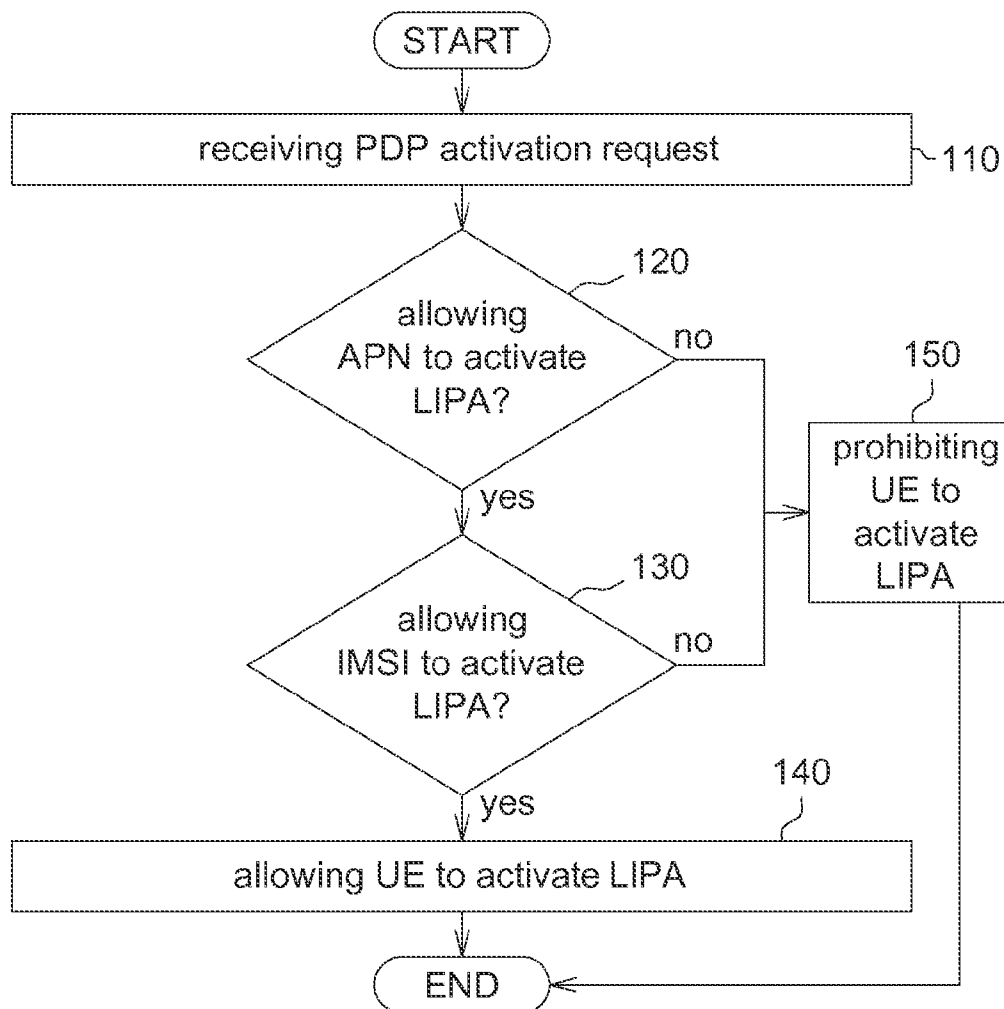 START
receiving PDP activation request
110
120
allowing
APN to activate
LIPA?
no
yes
150
prohibiting
UE to
activate
LIPA
130
allowing
IMSI to activate
LIPA?
no
yes
140
allowing UE to activate LIPA
END